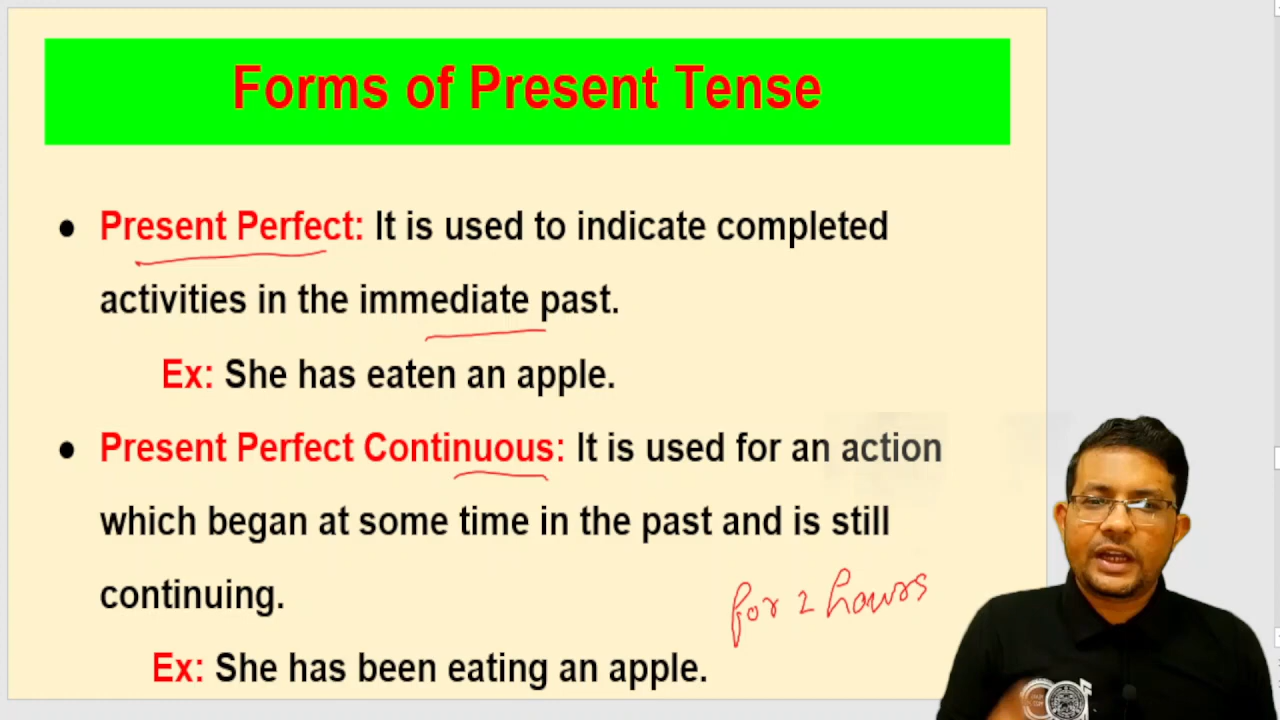 Forms of Present Tense
• Present Perfect: It is used to indicate completed
activities in the immediate past.
Ex: She has eaten an apple.
• Present Perfect Continuous: It is used for an action
which began at some time in the past and is still
continuing.
for 2 hours
Ex: She has been eating an apple.